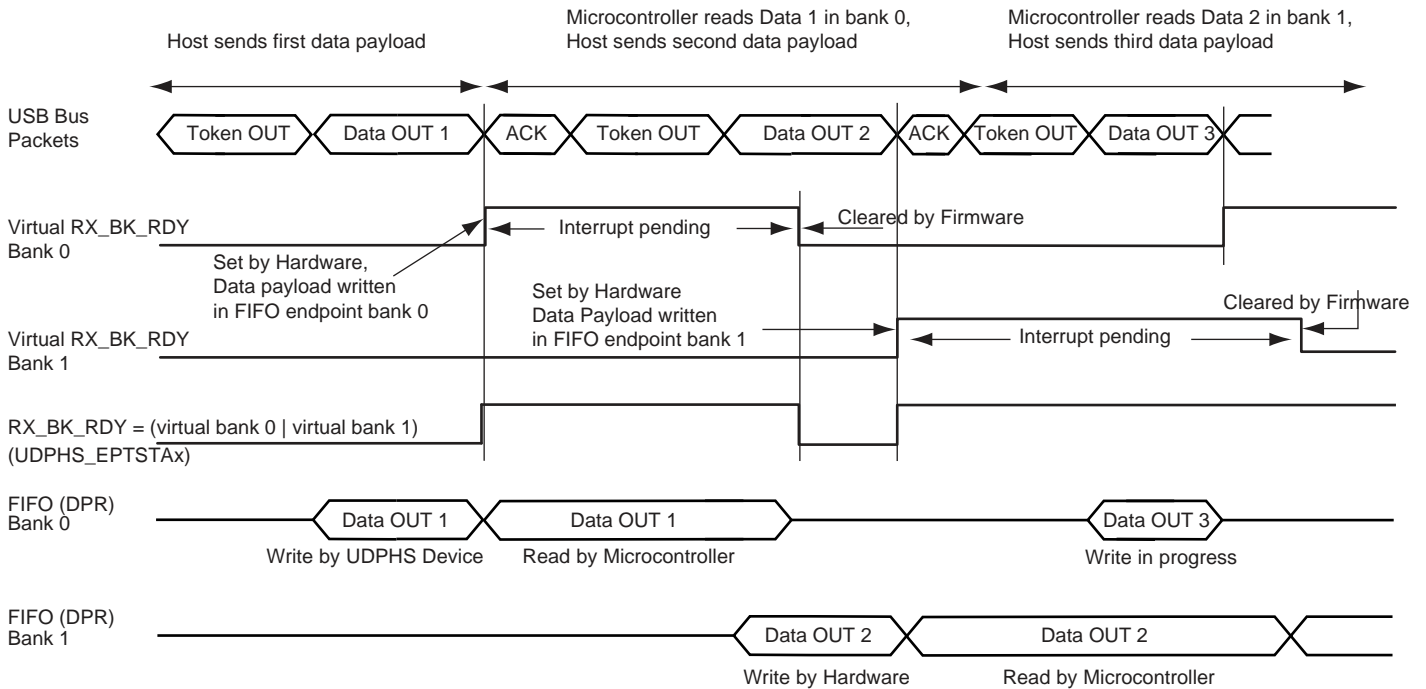 Host sends first data payload
Microcontroller reads Data 1 in bank 0,
Host sends second data payload
Microcontroller reads Data 2 in bank 1,
Host sends third data payload
USB Bus
Packets
Token OUT
Data OUT 1
ACK
Token OUT
Data OUT 2
ACK
Token OUT
Data OUT 3
Virtual RX_BK_RDY
Bank 0
Interrupt pending
Cleared by Firmware
Set by Hardware,
Data payload written
in FIFO endpoint bank 0
Set by Hardware
Data Payload written
in FIFO endpoint bank 1
Cleared by Firmware
Virtual RX_BK_RDY
Bank 1
Interrupt pending
RX_BK_RDY = (virtual bank 0 | virtual bank 1)
(UDPHS_EPTSTAx)
FIFO (DPR)
Bank 0
Data OUT 1
Data OUT 1
Data OUT 3
Write by UDPHS Device
Read by Microcontroller
Write in progress
FIFO (DPR)
Bank 1
Data OUT 2
Data OUT 2
Write by Hardware
Read by Microcontroller